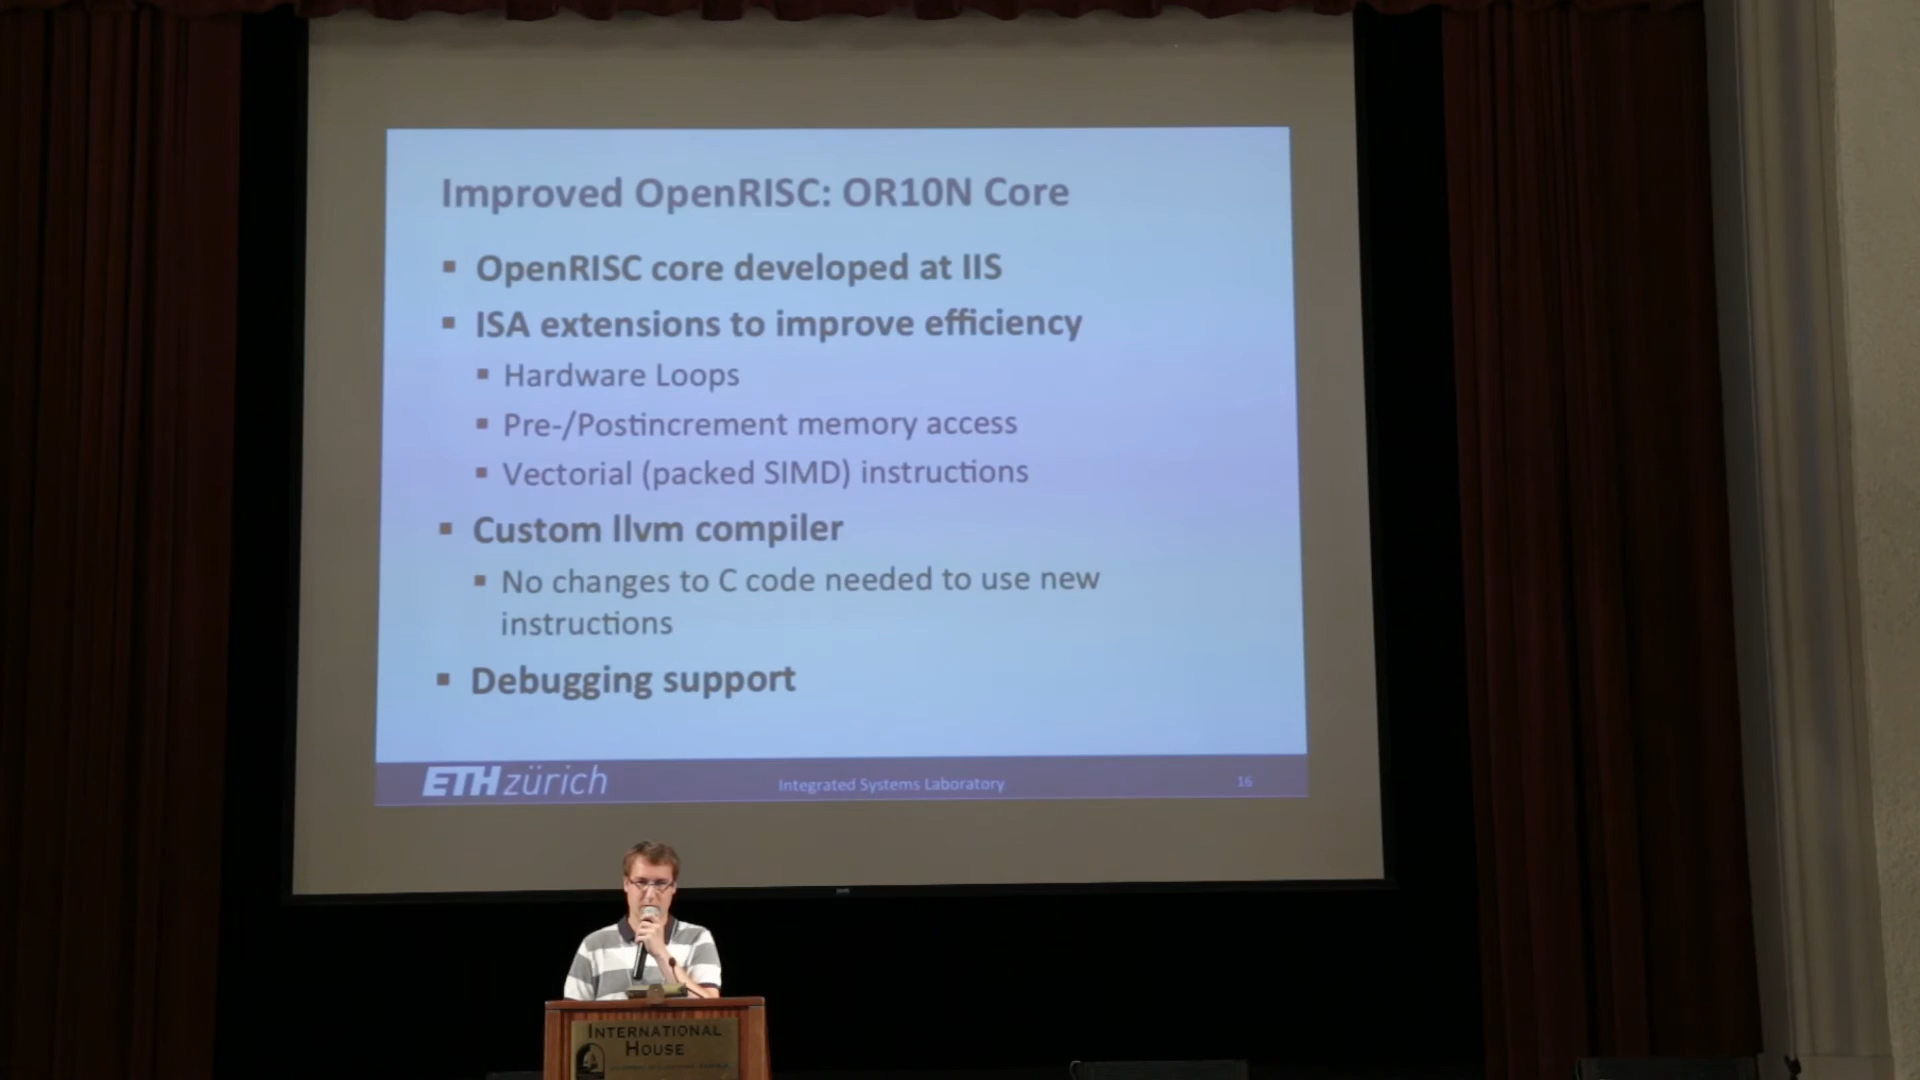 Improved OpenRISC: OR10N Core
▪ OpenRISC core developed at IIS
▪ ISA extensions to improve efficiency
▪ Hardware Loops
▪ Pre-/Postincrement memory access
▪ Vectorial (packed SIMD) instructions
▪ Custom llvm compiler
▪ No changes to C code needed to use new
instructions
▪ Debugging support
ETH zürich Integrated Systems Laboratory 16
INTERNATIONAL
HOUSE